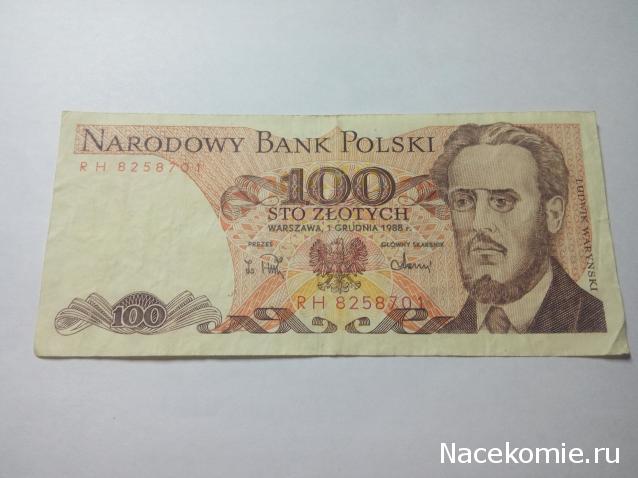 NARODOWY BANK POLSKI
RH 8258701
100
STO ZŁOTYCH
WARSZAWA, 1 GRUDNIA 1988 r.
PREZES
GŁÓWNY SKARBNIK
LUDWIK WARYŃSKI
RH 8258701
100
Nacekomie.ru